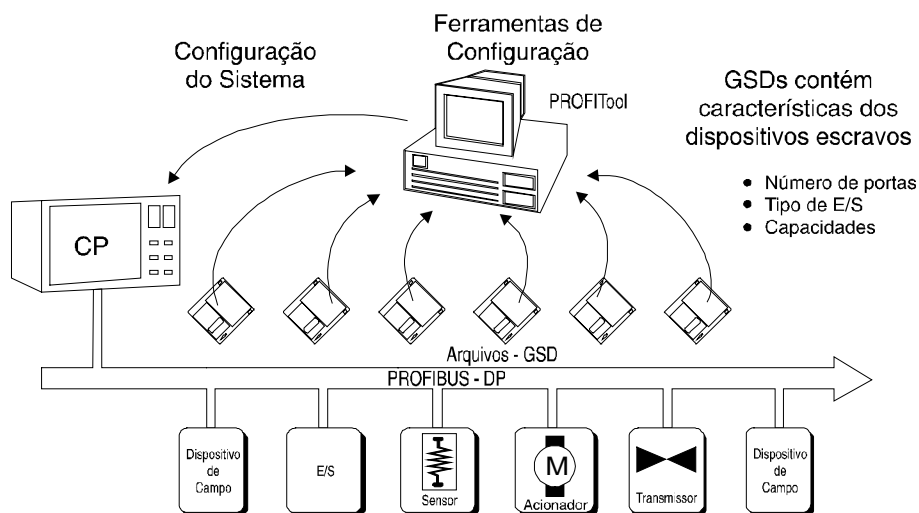 Configuração
do Sistema
Ferramentas de
Configuração
PROFITool
GSDs contém
características dos
dispositivos escravos
• Número de portas
• Tipo de E/S
• Capacidades
CP
Arquivos - GSD
PROFIBUS - DP
Dispositivo
de
Campo
E/S
Sensor
M
Acionador
Transmissor
Dispositivo
de
Campo